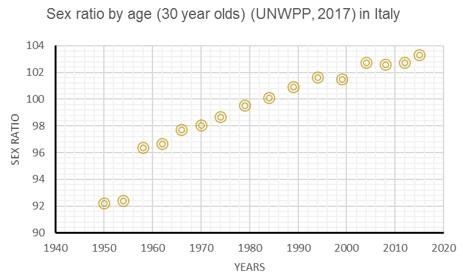 Sex ratio by age (30 year olds) (UNWPP, 2017) in Italy
104
102
100
98
96
94
92
90
SEX RATIO
1940 1950 1960 1970 1980 1990 2000 2010 2020
YEARS